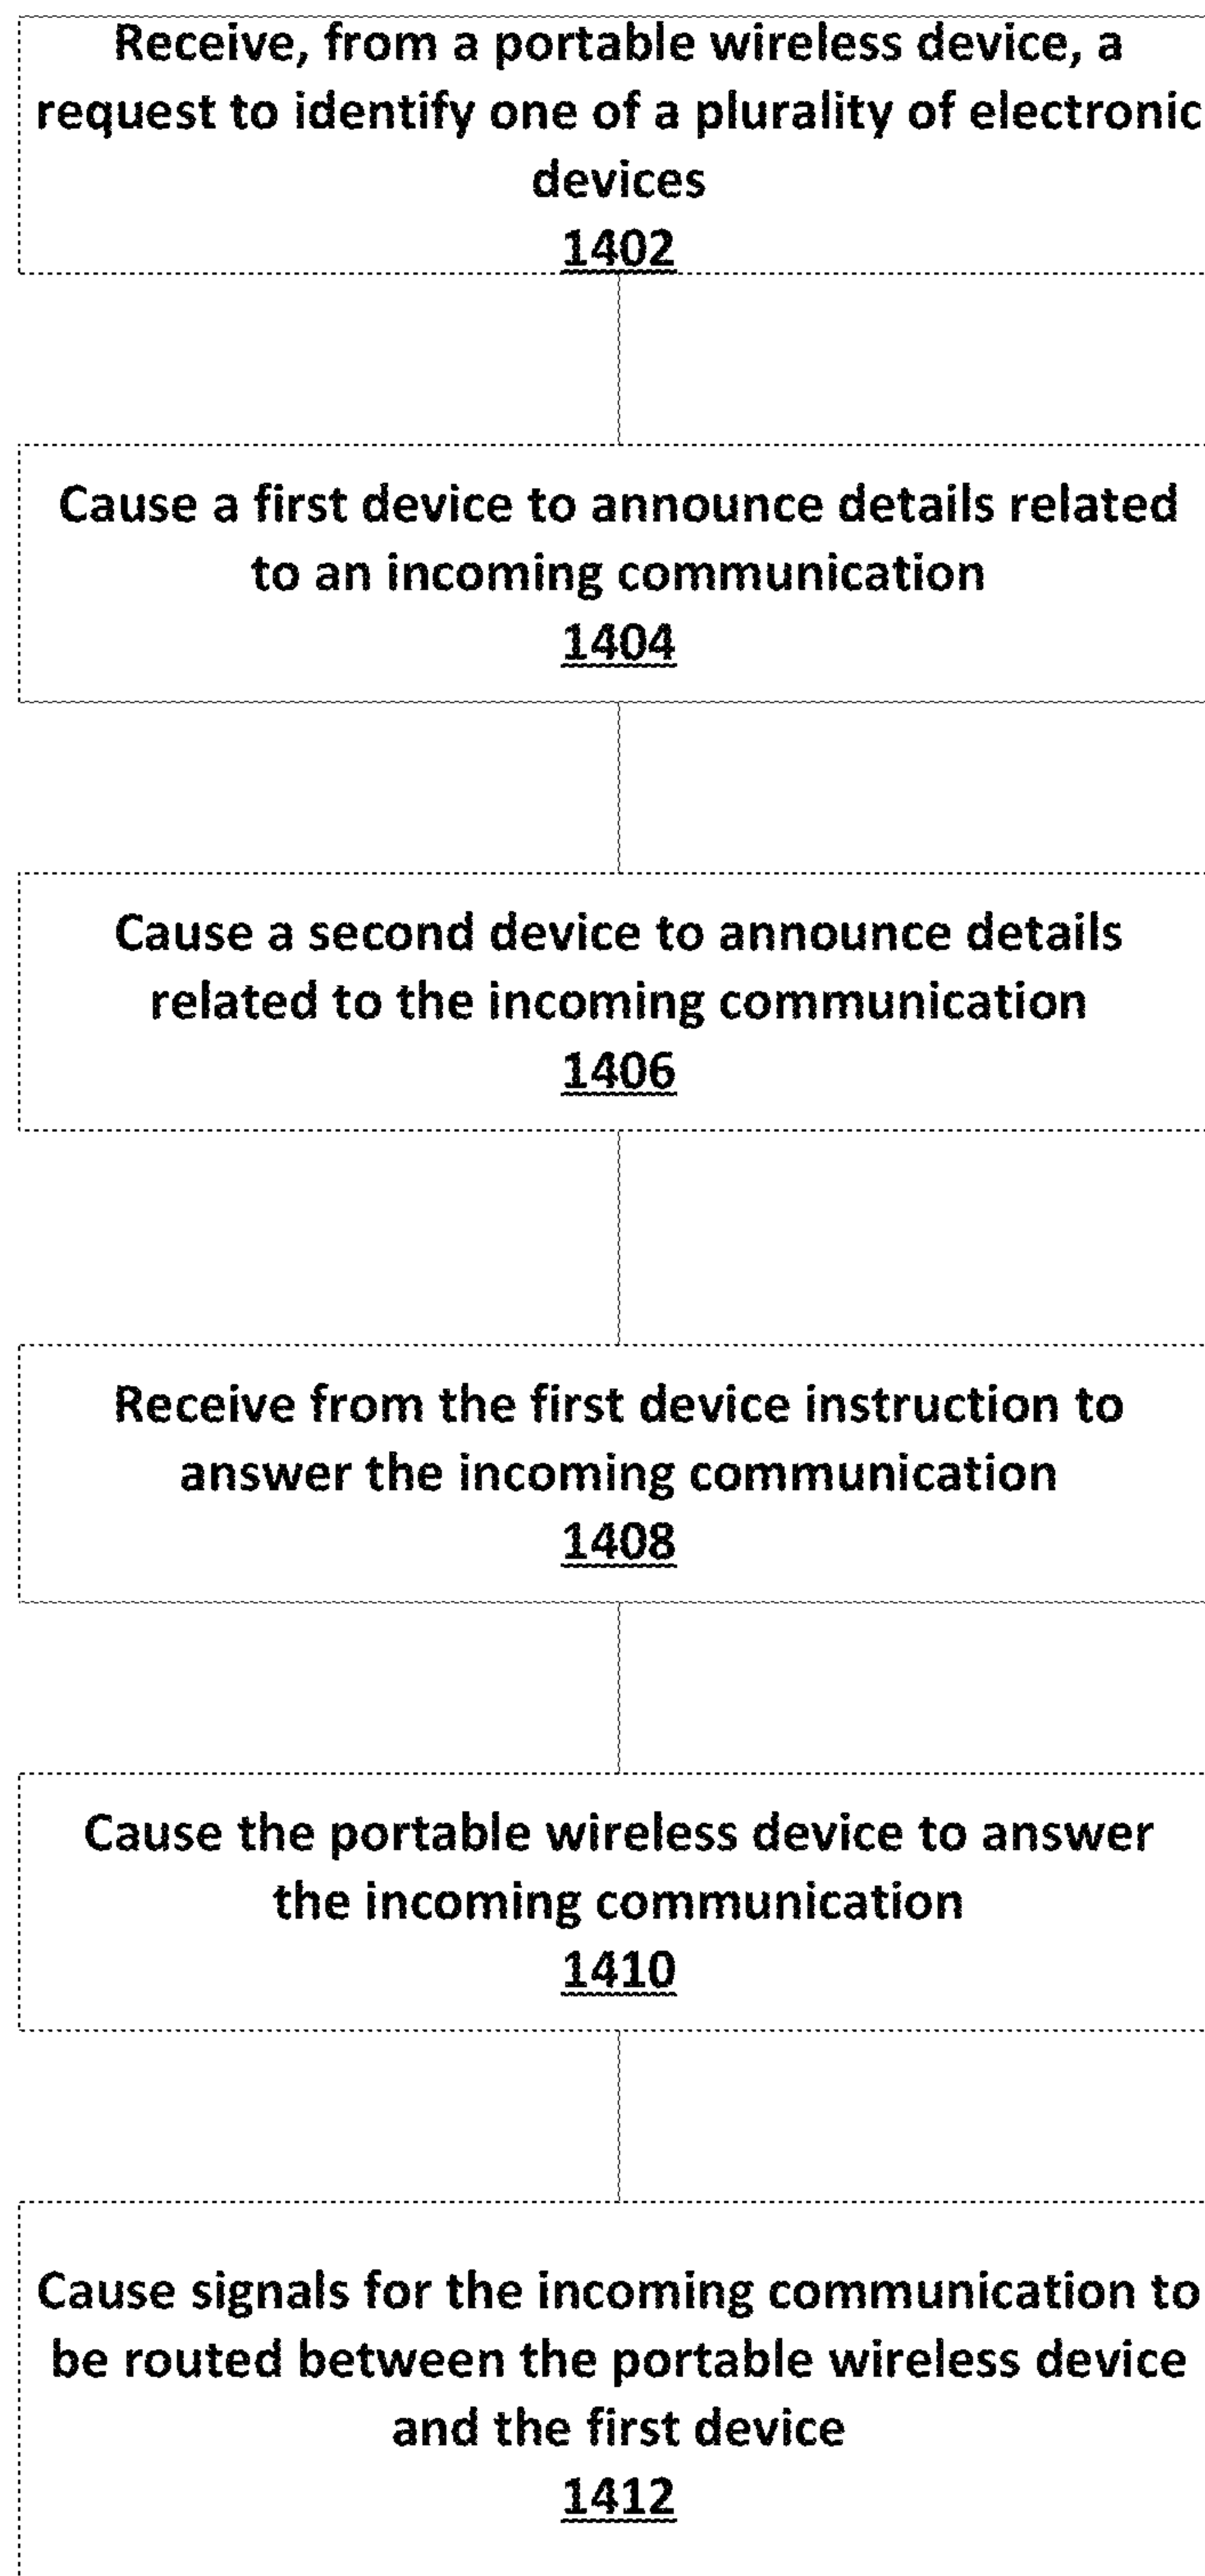 Receive, from a portable wireless device, a
request to identify one of a plurality of electronic
devices
1402
Cause a first device to announce details related
to an incoming communication
1404
Cause a second device to announce details
related to the incoming communication
1406
Receive from the first device instruction to
answer the incoming communication
1408
Cause the portable wireless device to answer
the incoming communication
1410
Cause signals for the incoming communication to
be routed between the portable wireless device
and the first device
1412